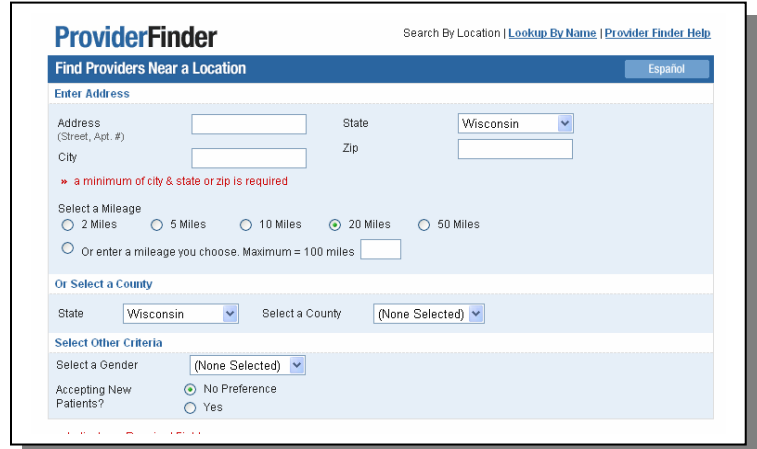 ProviderFinder
Search By Location | Lookup By Name | Provider Finder Help
Find Providers Near a Location
Español
Enter Address
Address
(Street, Apt. #)
State
Wisconsin
City
Zip
» a minimum of city & state or zip is required
Select a Mileage
2 Miles 5 Miles 10 Miles 20 Miles 50 Miles
Or enter a mileage you choose. Maximum = 100 miles
Or Select a County
State Wisconsin Select a County (None Selected)
Select Other Criteria
Select a Gender (None Selected)
Accepting New
Patients?
No Preference
Yes